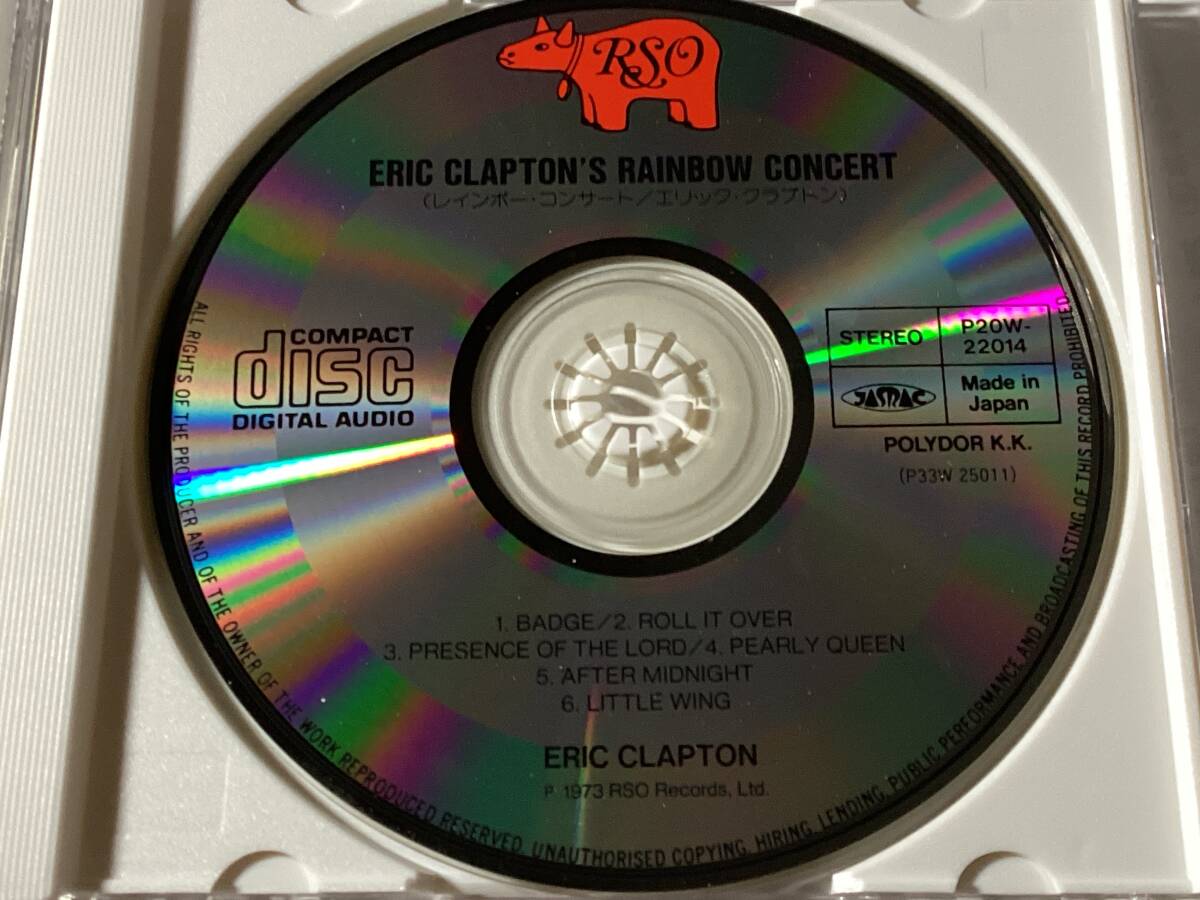 RSO
ERIC CLAPTON'S RAINBOW CONCERT
(レインボー・コンサート/エリック・クラプトン)
COMPACT
disc
DIGITAL AUDIO
STEREO
P20W-
22014
JASRAC
Made in
Japan
POLYDOR K.K.
(P33W 25011)
1. BADGE/2. ROLL IT OVER
3. PRESENCE OF THE LORD/4. PEARLY QUEEN
5. AFTER MIDNIGHT
6. LITTLE WING
ERIC CLAPTON
℗ 1973 RSO Records, Ltd.
ALL RIGHTS OF THE PRODUCER AND OF THE OWNER OF THE WORK REPRODUCED RESERVED. UNAUTHORISED COPYING, HIRING, LENDING, PUBLIC PERFORMANCE AND BROADCASTING OF THIS RECORD PROHIBITED.